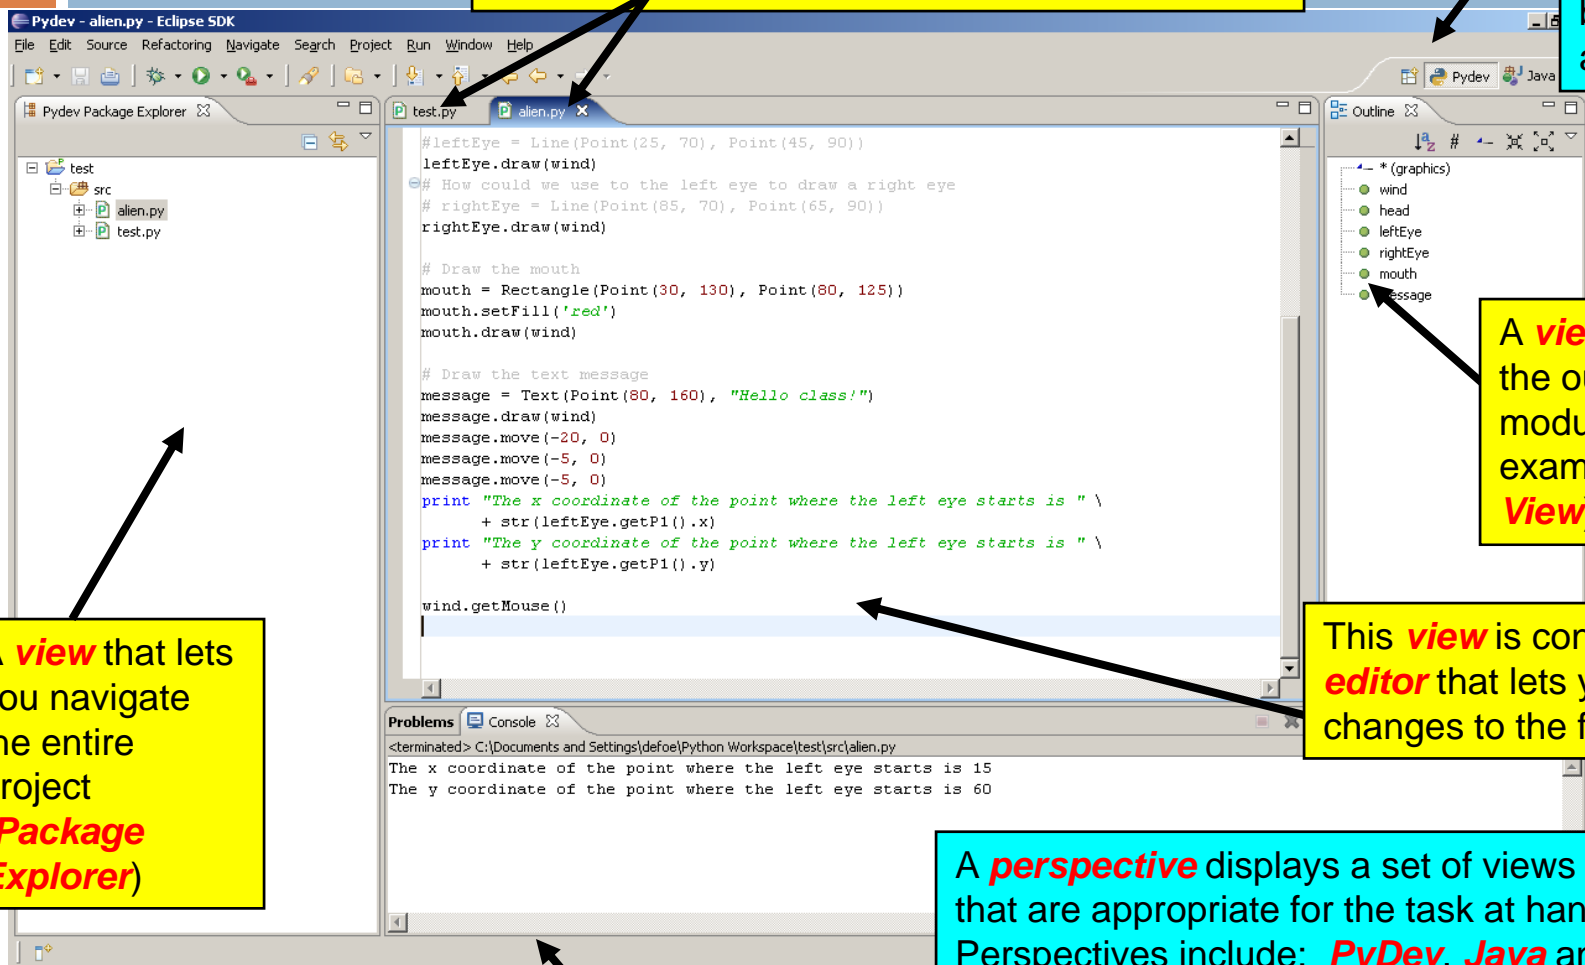 Pydev - alien.py - Eclipse SDK
File Edit Source Refactoring Navigate Search Project Run Window Help
Pydev Java
Pydev Package Explorer
test
src
alien.py
test.py
test.py alien.py
#leftEye = Line(Point(25, 70), Point(45, 90))
leftEye.draw(wind)
# How could we use to the left eye to draw a right eye
# rightEye = Line(Point(85, 70), Point(65, 90))
rightEye.draw(wind)
# Draw the mouth
mouth = Rectangle(Point(30, 130), Point(80, 125))
mouth.setFill('red')
mouth.draw(wind)
# Draw the text message
message = Text(Point(80, 160), "Hello class!")
message.draw(wind)
message.move(-20, 0)
message.move(-5, 0)
message.move(-5, 0)
print "The x coordinate of the point where the left eye starts is " \
+ str(leftEye.getP1().x)
print "The y coordinate of the point where the left eye starts is " \
+ str(leftEye.getP1().y)
wind.getMouse()
Outline
* (graphics)
wind
head
leftEye
rightEye
mouth
message
A vie
the ou
modu
exam
View
This view is con
editor that lets y
changes to the f
A view that lets
ou navigate
he entire
roject
Package
Explorer)
Problems Console
<terminated> C:\Documents and Settings\defoe\Python Workspace\test\src\alien.py
The x coordinate of the point where the left eye starts is 15
The y coordinate of the point where the left eye starts is 60
A perspective displays a set of views
that are appropriate for the task at han
Perspectives include: PyDev, Java an